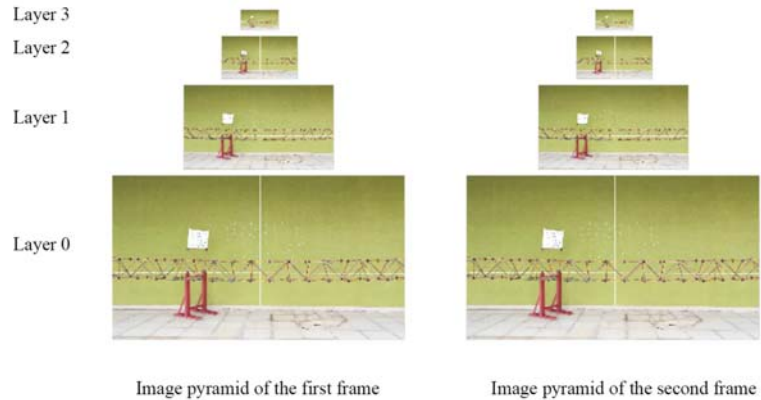 Layer 3
Layer 2
Layer 1
Layer 0
Image pyramid of the first frame
Image pyramid of the second frame